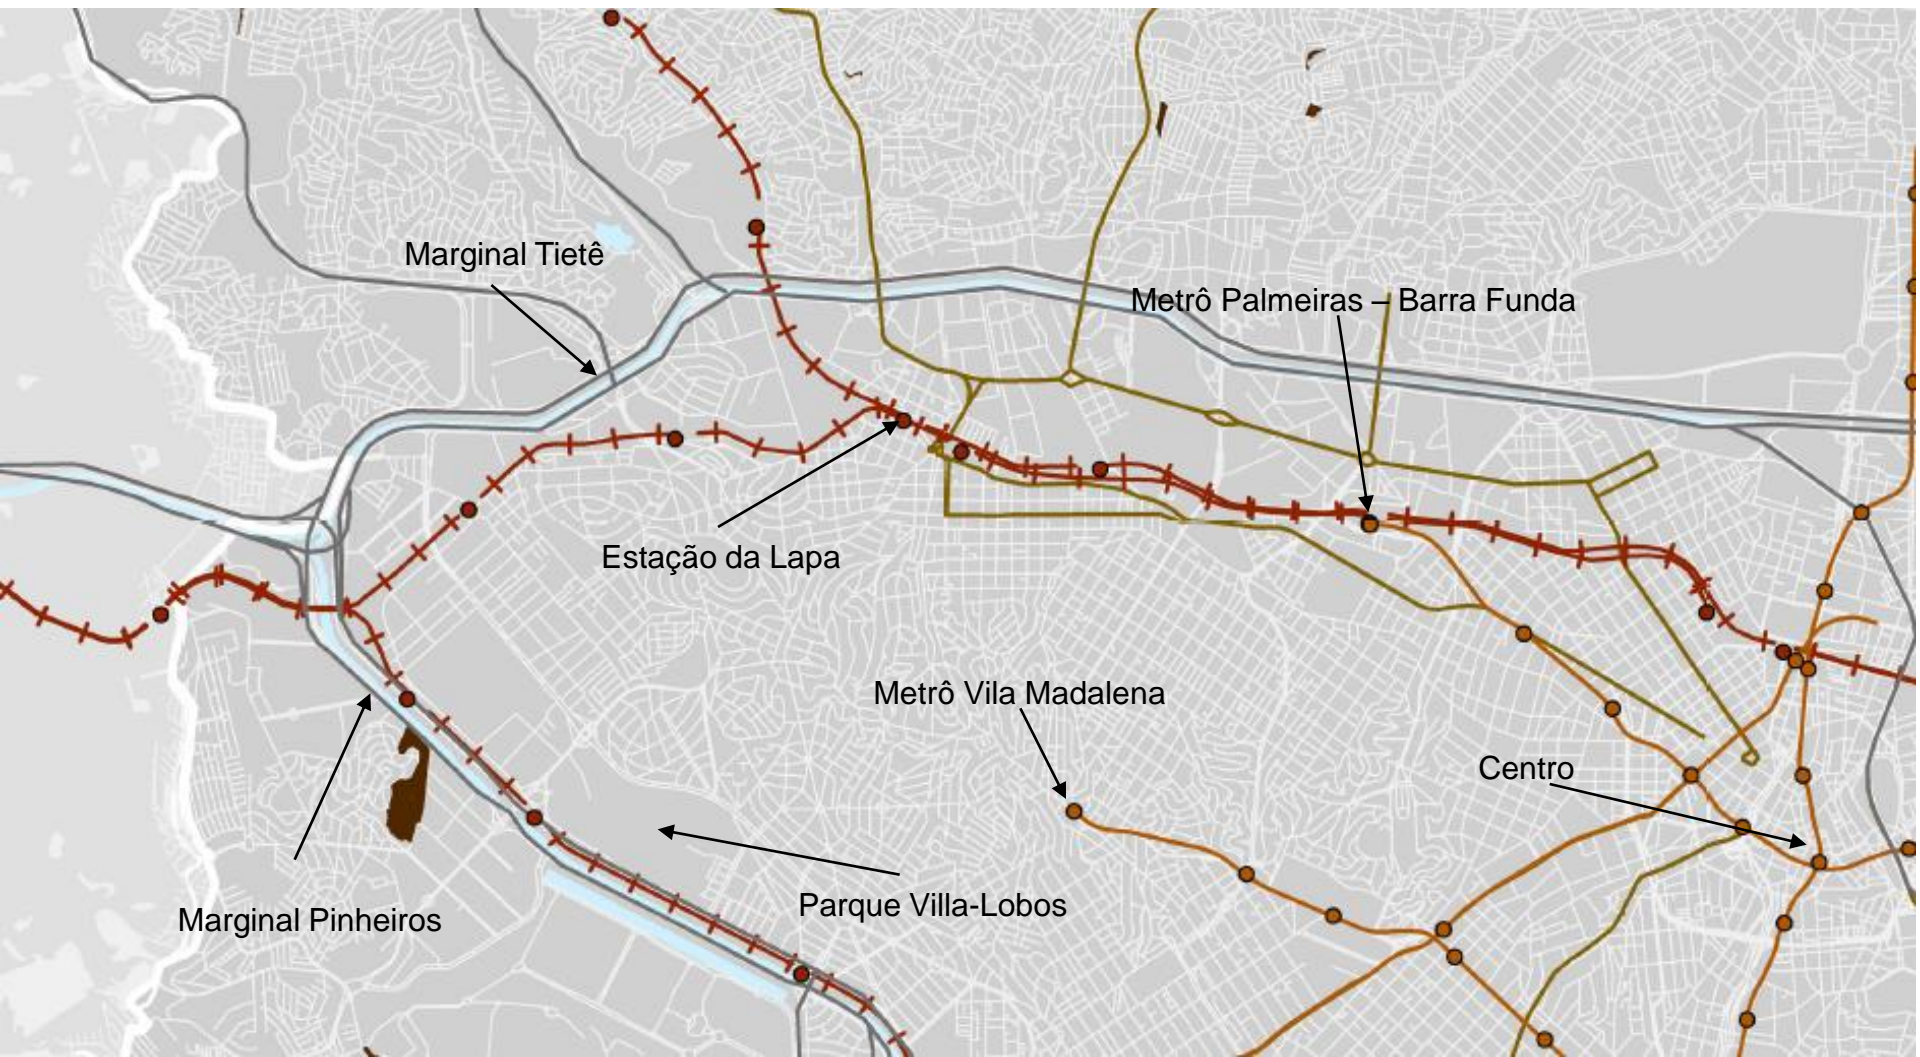 Marginal Tietê
Metrô Palmeiras – Barra Funda
Estação da Lapa
Metrô Vila Madalena
Centro
Parque Villa-Lobos
Marginal Pinheiros